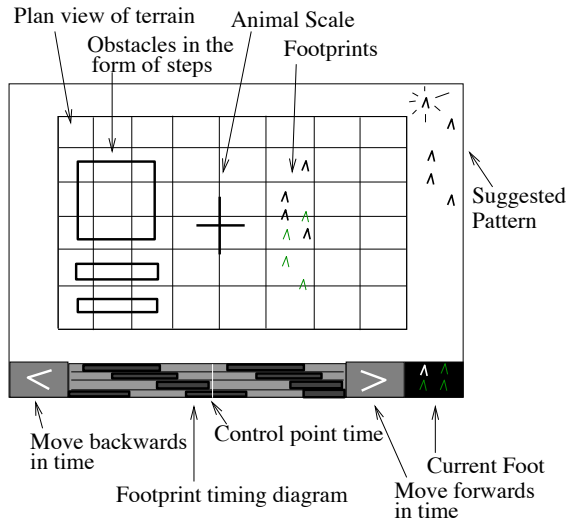 Plan view of terrain
Animal Scale
Obstacles in the
form of steps
Footprints
Suggested
Pattern
<
>
Move backwards
in time
Control point time
Footprint timing diagram
Current Foot
Move forwards
in time